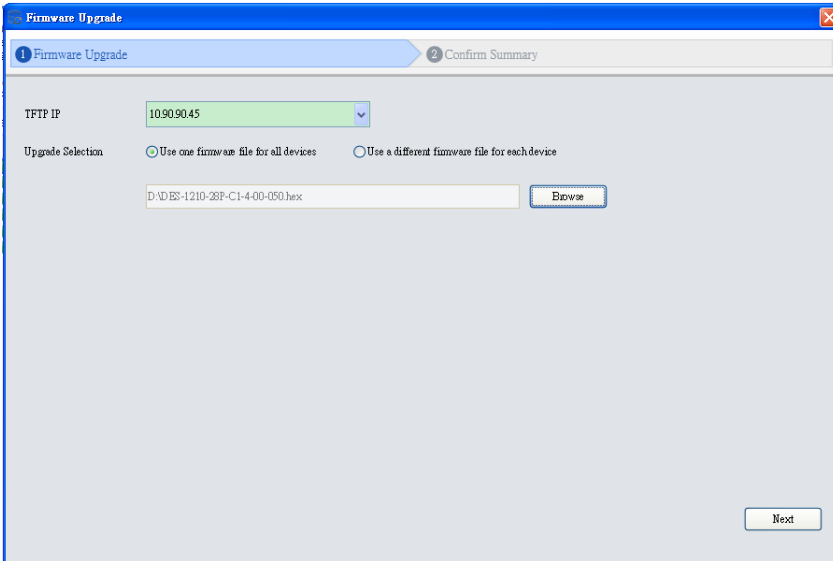 Firmware Upgrade
1 Firmware Upgrade
2 Confirm Summary
TFTP IP
10.90.90.45
Upgrade Selection
Use one firmware file for all devices
Use a different firmware file for each device
D:\DES-1210-28P-C1-4-00-050.hex
Browse
Next